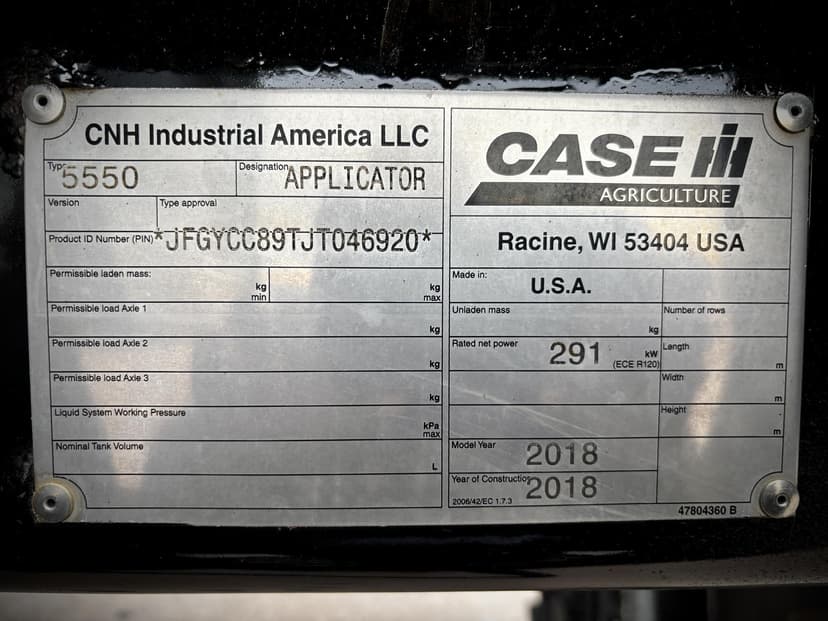 CNH Industrial America LLC
Type 5550 Designation APPLICATOR
Version Type approval
Product ID Number (PIN) *JFGYCC89TJT046920*
Permissible laden mass: kg min kg max
Permissible load Axle 1 kg
Permissible load Axle 2 kg
Permissible load Axle 3 kg
Liquid System Working Pressure kPa max
Nominal Tank Volume L
CASE IH
AGRICULTURE
Racine, WI 53404 USA
Made in: U.S.A.
Unladen mass kg Number of rows
Rated net power 291 kW (ECE R120) Length m
Width m
Height m
Model Year 2018
Year of Construction 2018
2006/42/EC 1.7.3
47804360 B